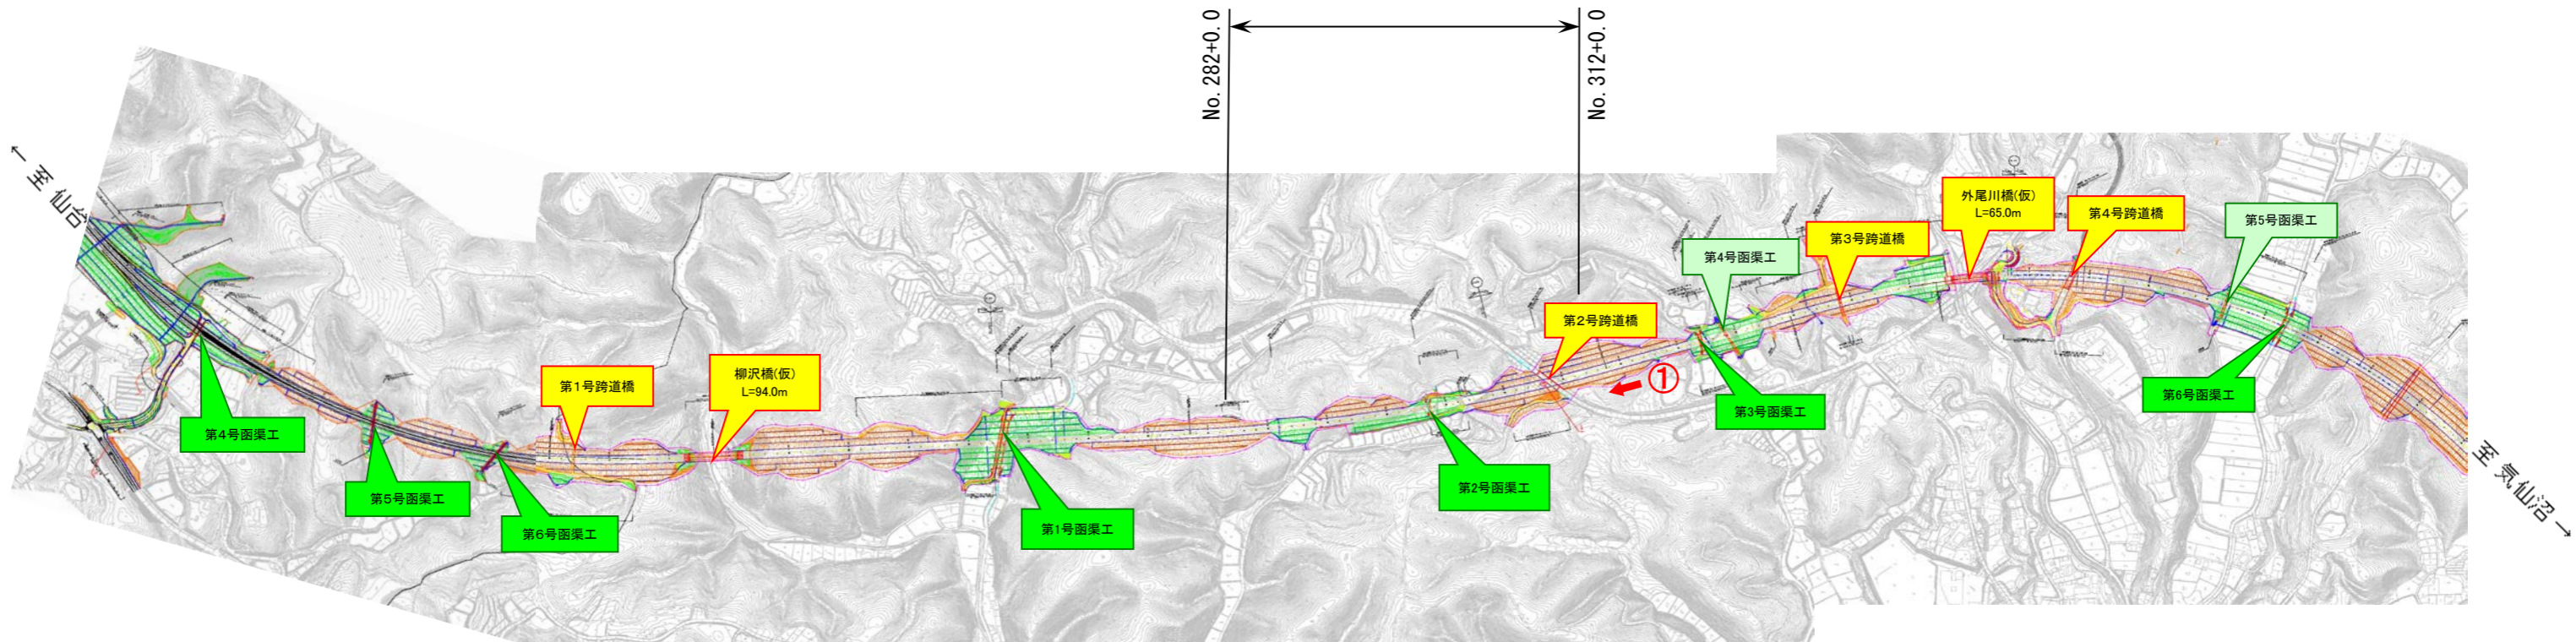 No. 282+0.0
No. 312+0.0
← 至 仙台
第4号函渠工
第5号函渠工
第6号函渠工
第1号跨道橋
柳沢橋(仮)
L=94.0m
第1号函渠工
第2号函渠工
第2号跨道橋
①
第3号函渠工
第4号函渠工
第3号跨道橋
外尾川橋(仮)
L=65.0m
第4号跨道橋
第5号函渠工
第6号函渠工
至 気仙沼 →